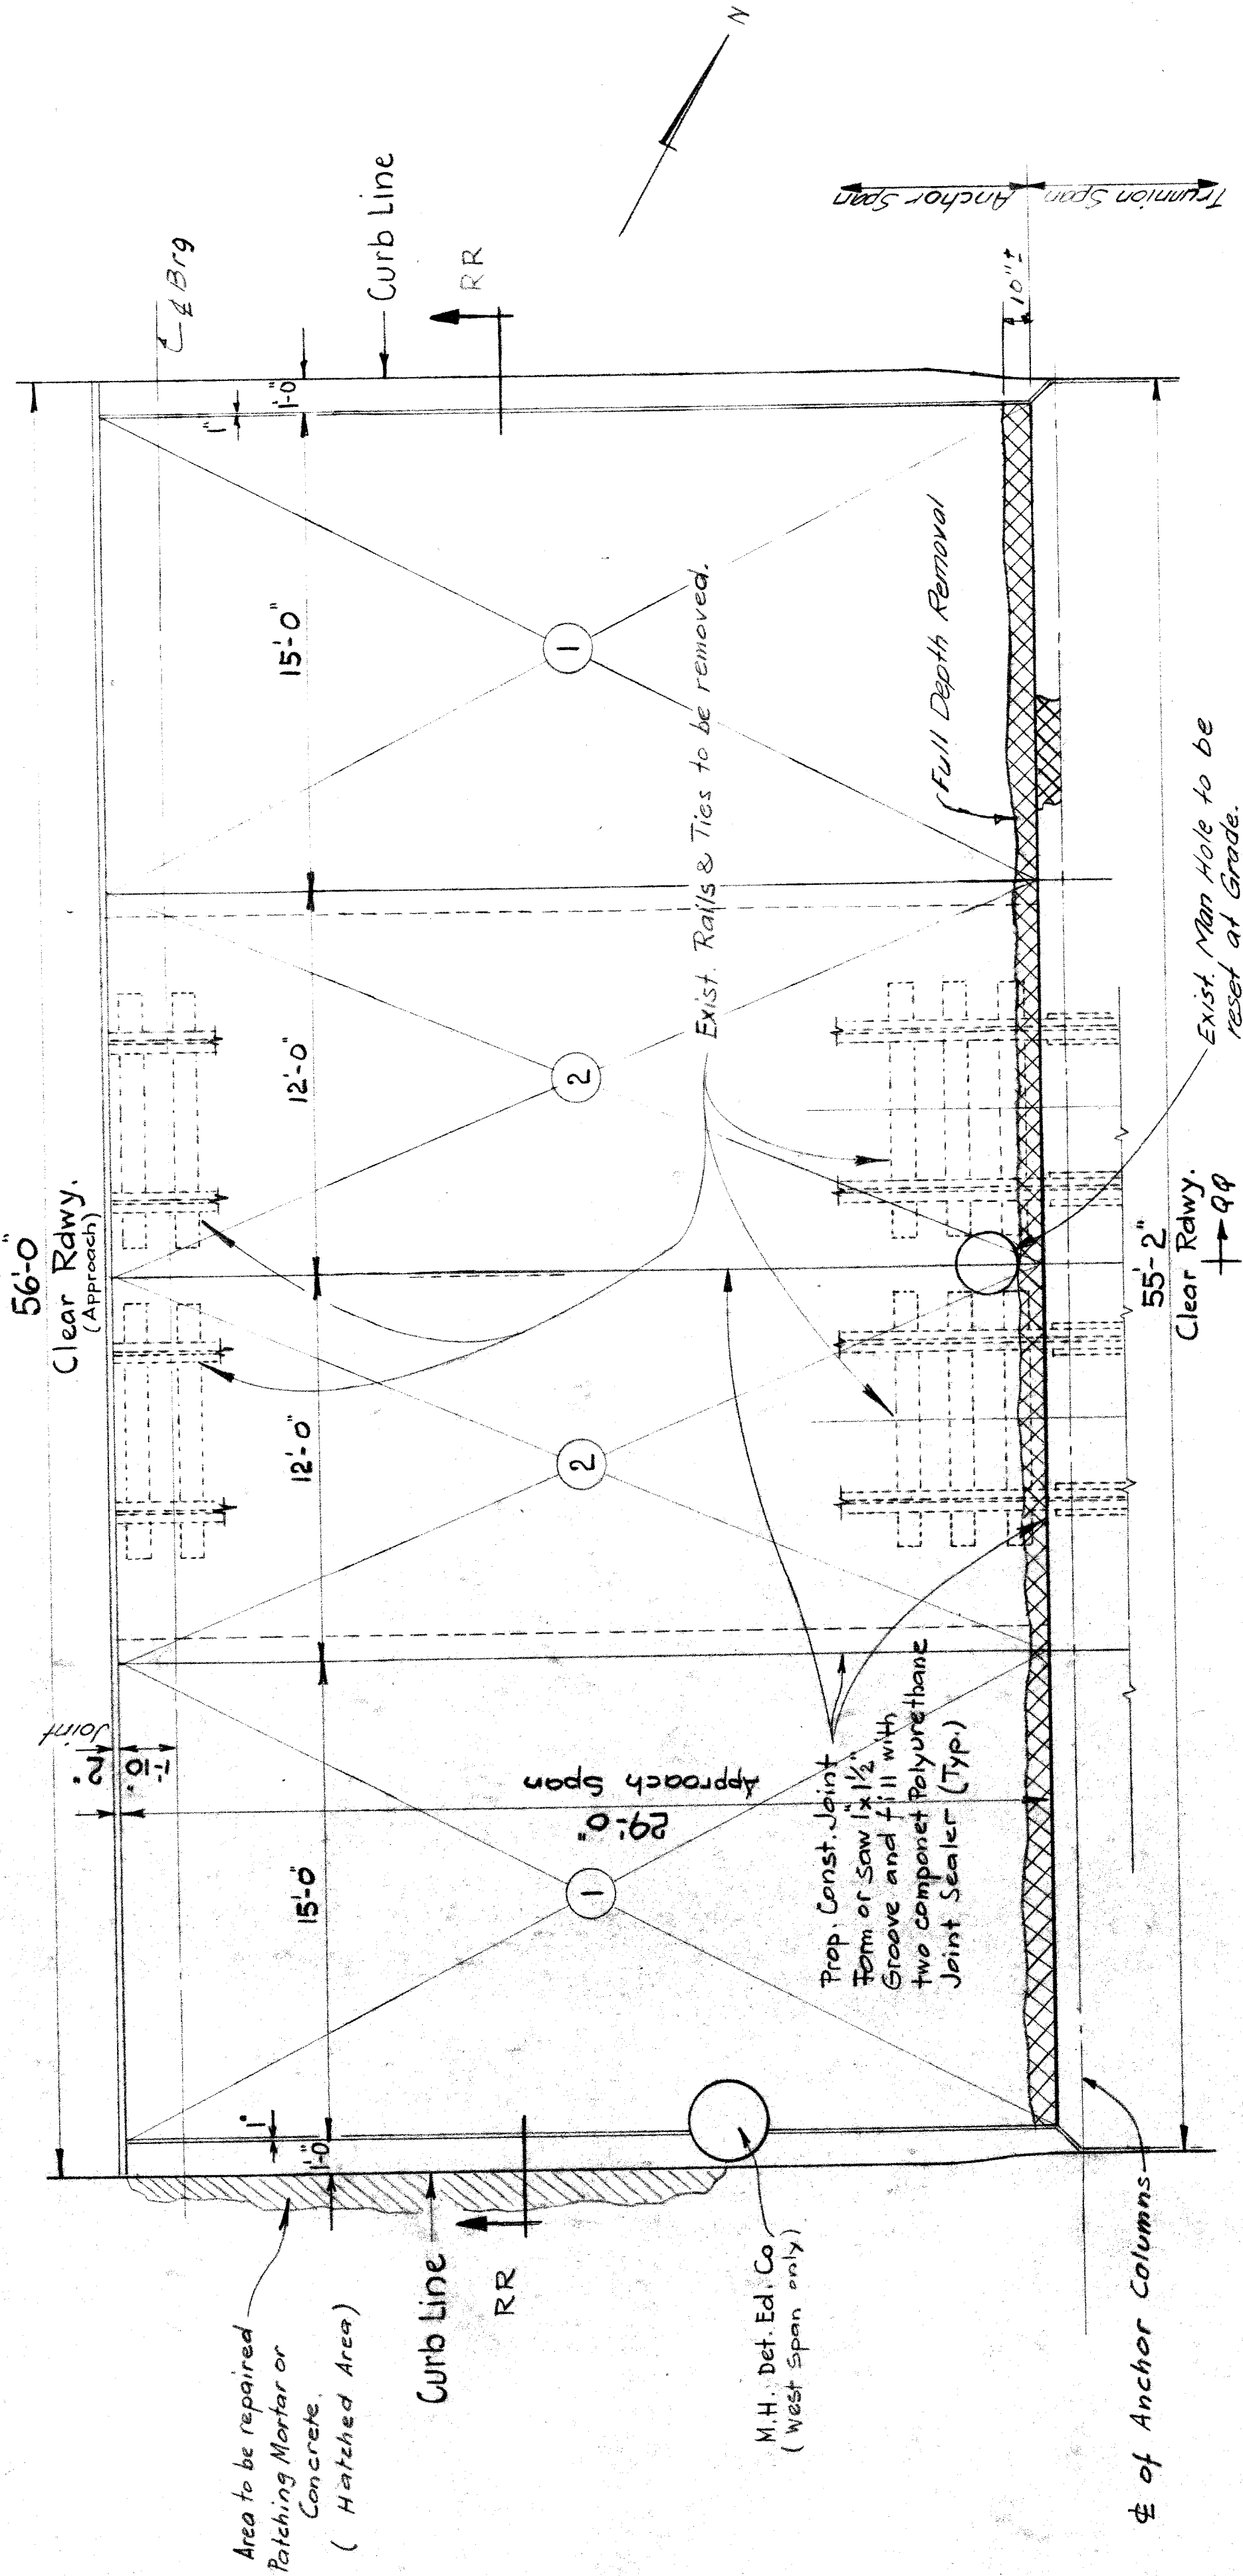 56'-0"
Clear Rdwy.
(Approach)
N
Joint
2"
1'-10"
℄ Brg
Curb Line
RR
1"
1'-0"
15'-0"
12'-0"
12'-0"
15'-0"
1"
1'-0"
1
2
2
1
Anchor Span
Trunnion Span
10"±
Full Depth Removal
Exist. Rails & Ties to be removed.
Exist. Man Hole to be
reset at Grade.
29'-0"
Approach Span
Prop. Const. Joint
Form or saw 1"x 1½"
Groove and fill with
two componet Polyurethane
Joint Sealer (Typ.)
55'-2"
Clear Rdwy.
QQ
Area to be repaired
Patching Mortar or
Concrete.
( Hatched Area)
Curb Line
RR
M.H. Det. Ed. Co
(West Span only)
℄ of Anchor Columns